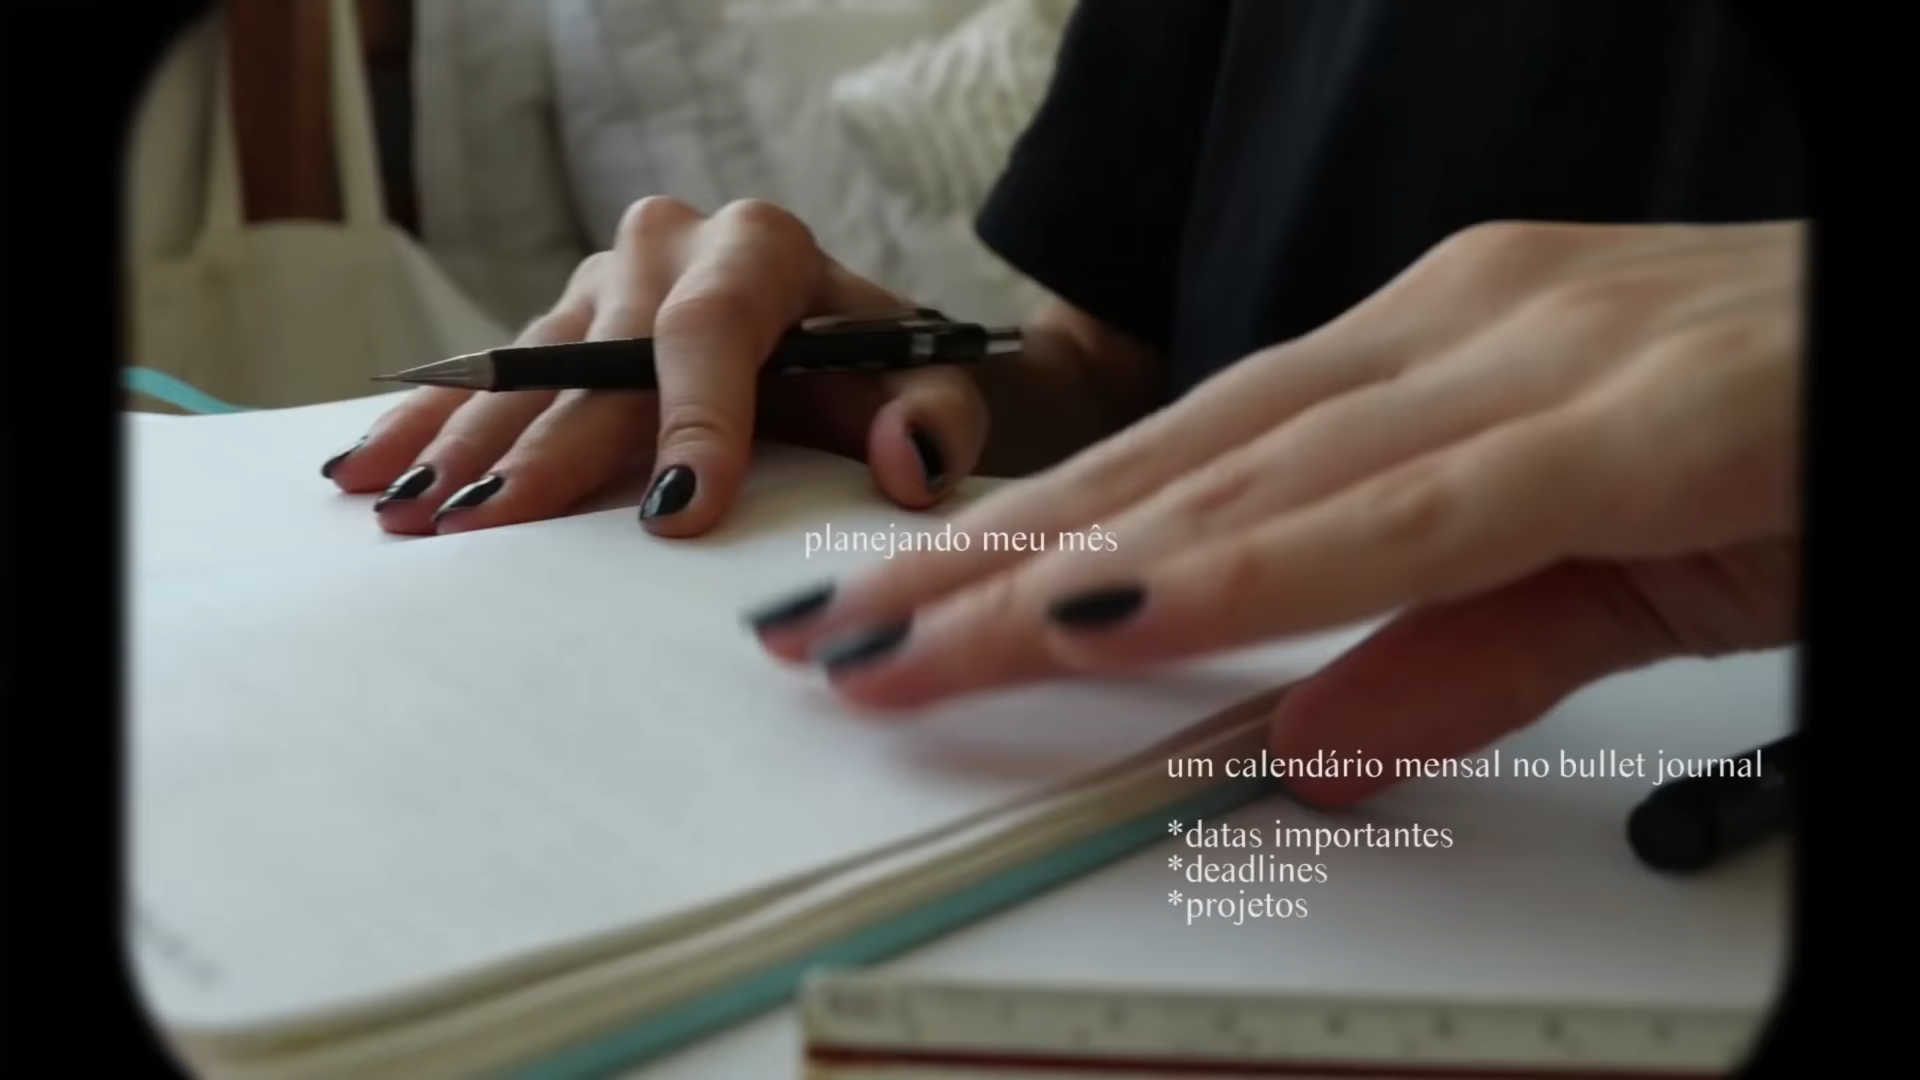 planejando meu mês
um calendário mensal no bullet journal
*datas importantes
*deadlines
*projetos